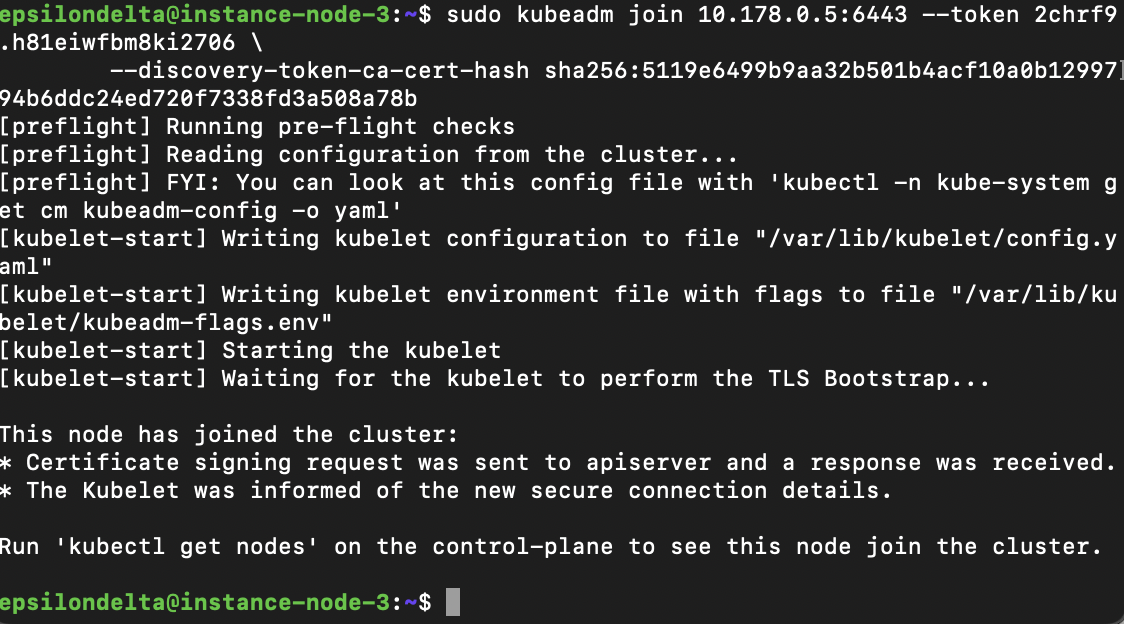 epsilondelta@instance-node-3:~$ sudo kubeadm join 10.178.0.5:6443 --token 2chrf9
.h81eiwfbm8ki2706 \
        --discovery-token-ca-cert-hash sha256:5119e6499b9aa32b501b4acf10a0b12997
94b6ddc24ed720f7338fd3a508a78b
[preflight] Running pre-flight checks
[preflight] Reading configuration from the cluster...
[preflight] FYI: You can look at this config file with 'kubectl -n kube-system g
et cm kubeadm-config -o yaml'
[kubelet-start] Writing kubelet configuration to file "/var/lib/kubelet/config.y
aml"
[kubelet-start] Writing kubelet environment file with flags to file "/var/lib/ku
belet/kubeadm-flags.env"
[kubelet-start] Starting the kubelet
[kubelet-start] Waiting for the kubelet to perform the TLS Bootstrap...

This node has joined the cluster:
* Certificate signing request was sent to apiserver and a response was received.
* The Kubelet was informed of the new secure connection details.

Run 'kubectl get nodes' on the control-plane to see this node join the cluster.

epsilondelta@instance-node-3:~$